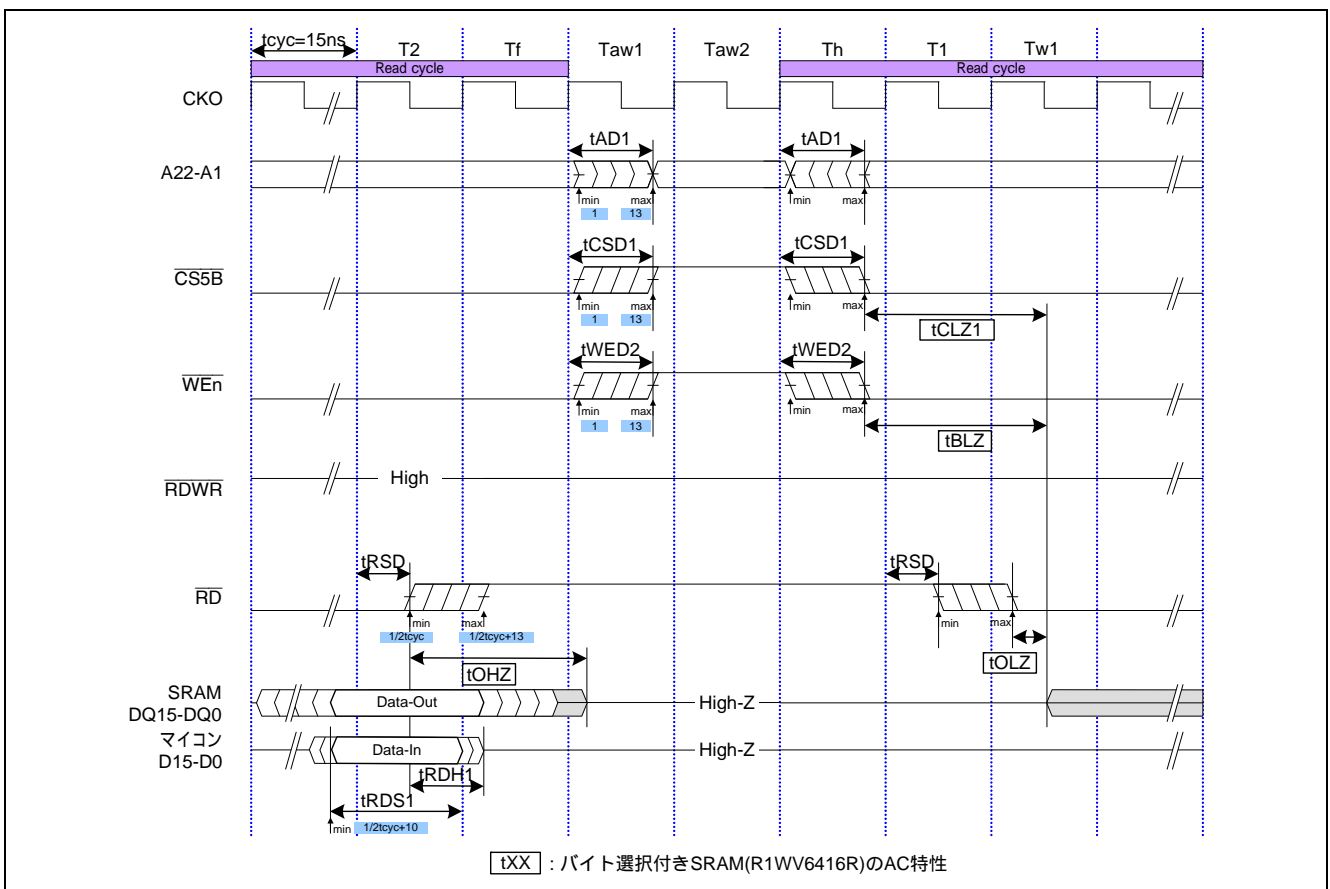 tcyc=15ns T2 Tf Taw1 Taw2 Th T1 Tw1
Read cycle Read cycle
CKO
tAD1 tAD1
A22-A1
min max min max
1 13
tCSD1 tCSD1
CS5B
min max min max
1 13
tCLZ1
tWED2 tWED2
WEn
min max min max
1 13
tBLZ
RDWR High
tRSD tRSD
RD
min max min max
1/2tcyc 1/2tcyc+13
tOHZ tOLZ
SRAM
DQ15-DQ0 Data-Out High-Z
マイコン
D15-D0 Data-In High-Z
tRDH1
tRDS1
min 1/2tcyc+10
tXX : バイト選択付きSRAM(R1WV6416R)のAC特性